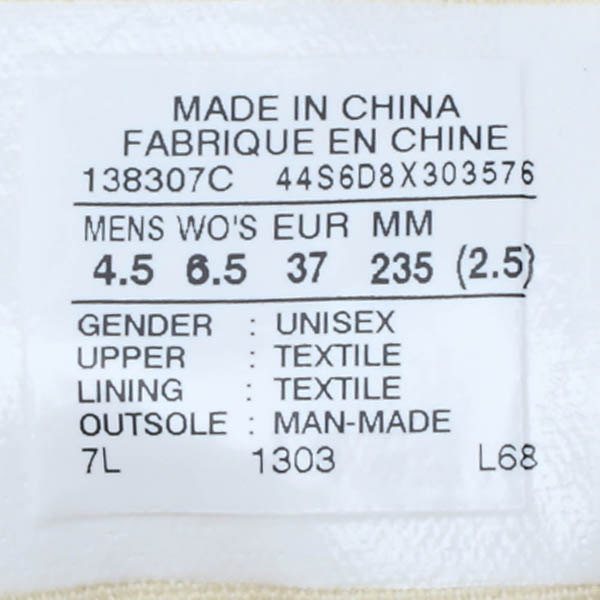 MADE IN CHINA
FABRIQUE EN CHINE
138307C 44S6D8X303576
MENS WO'S EUR MM
4.5 6.5 37 235 (2.5)
GENDER : UNISEX
UPPER : TEXTILE
LINING : TEXTILE
OUTSOLE : MAN-MADE
7L 1303 L68